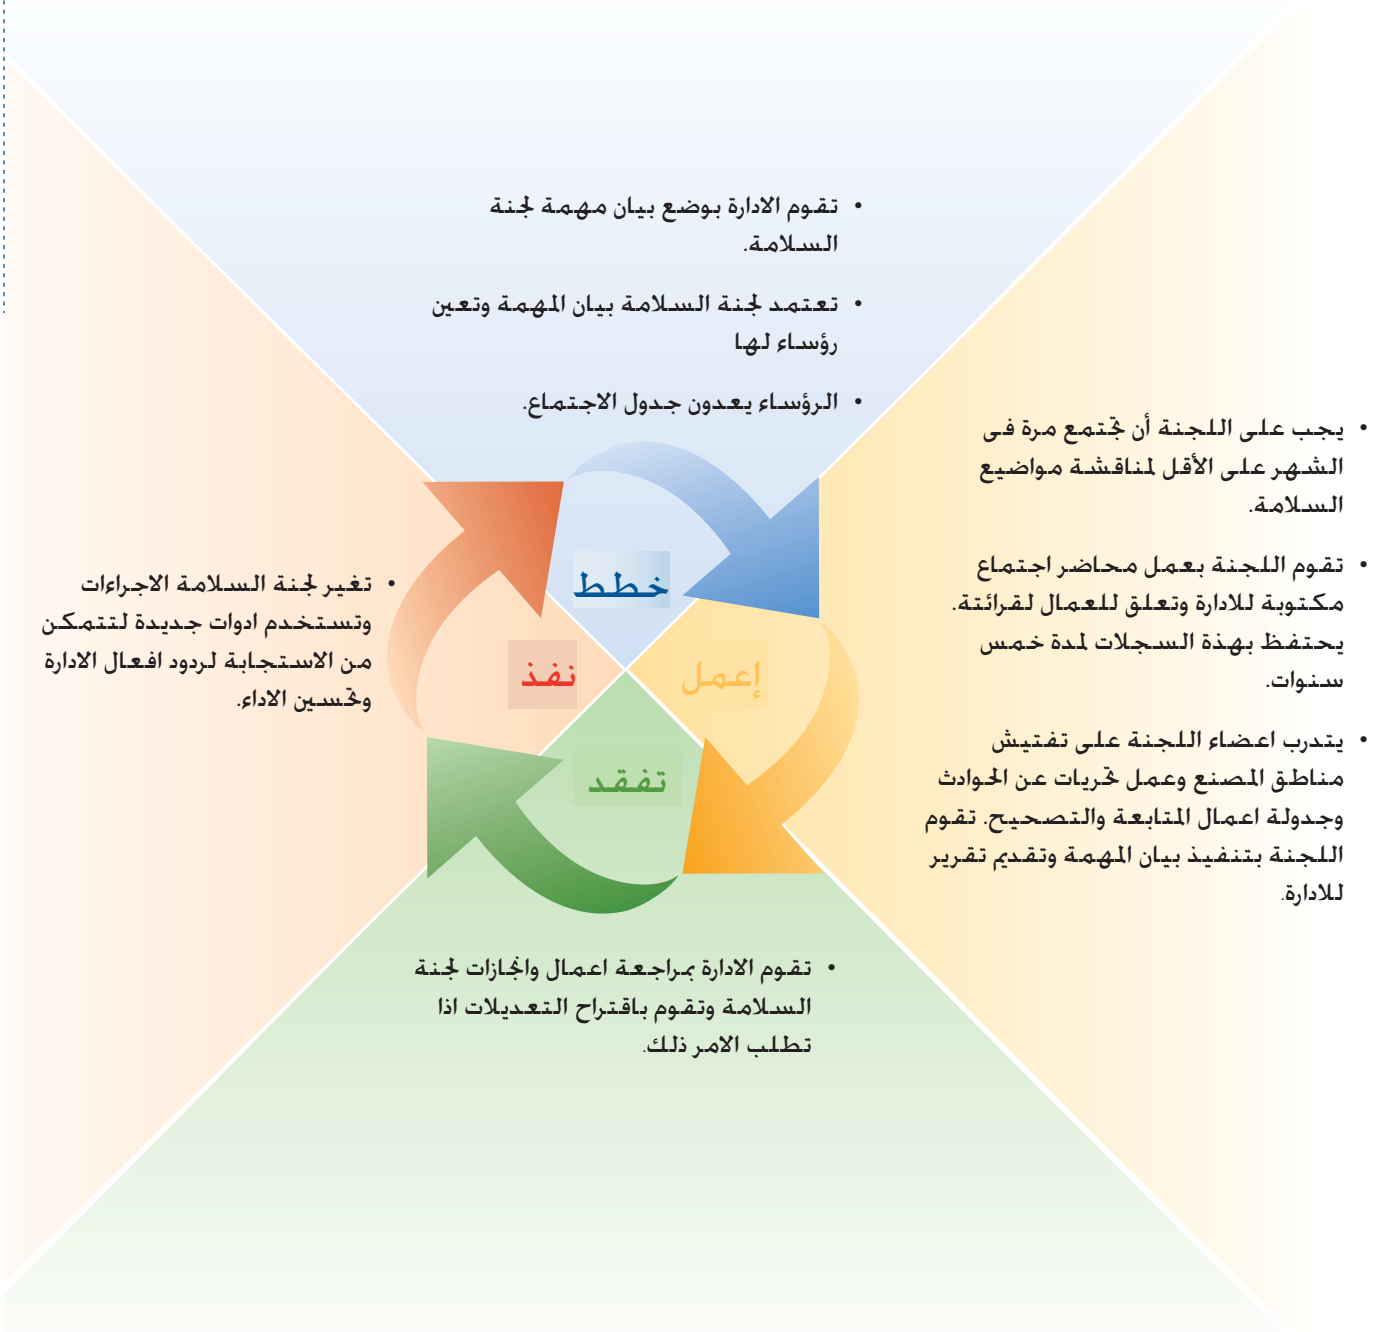 • تقوم الادارة بوضع بيان مهمة لجنة
السلامة.
• تعتمد لجنة السلامة بيان المهمة وتعين
رؤساء لها
• الرؤساء يعدون جدول الاجتماع.
• يجب على اللجنة أن تجتمع مرة فى
الشهر على الأقل لمناقشة مواضيع
السلامة.
• تقوم اللجنة بعمل محاضر اجتماع
مكتوبة للادارة وتعلق للعمال لقرائتة.
يحتفظ بهذة السجلات لمدة خمس
سنوات.
• يتدرب اعضاء اللجنة على تفتيش
مناطق المصنع وعمل تحريات عن الحوادث
وجدولة اعمال المتابعة والتصحيح. تقوم
اللجنة بتنفيذ بيان المهمة وتقديم تقرير
للادارة.
خطط
إعمل
نفذ
تفقد
• تغير لجنة السلامة الاجراءات
وتستخدم ادوات جديدة لتتمكن
من الاستجابة لردود افعال الادارة
وتحسين الاداء.
• تقوم الادارة بمراجعة اعمال وانجازات لجنة
السلامة وتقوم باقتراح التعديلات اذا
تطلب الامر ذلك.